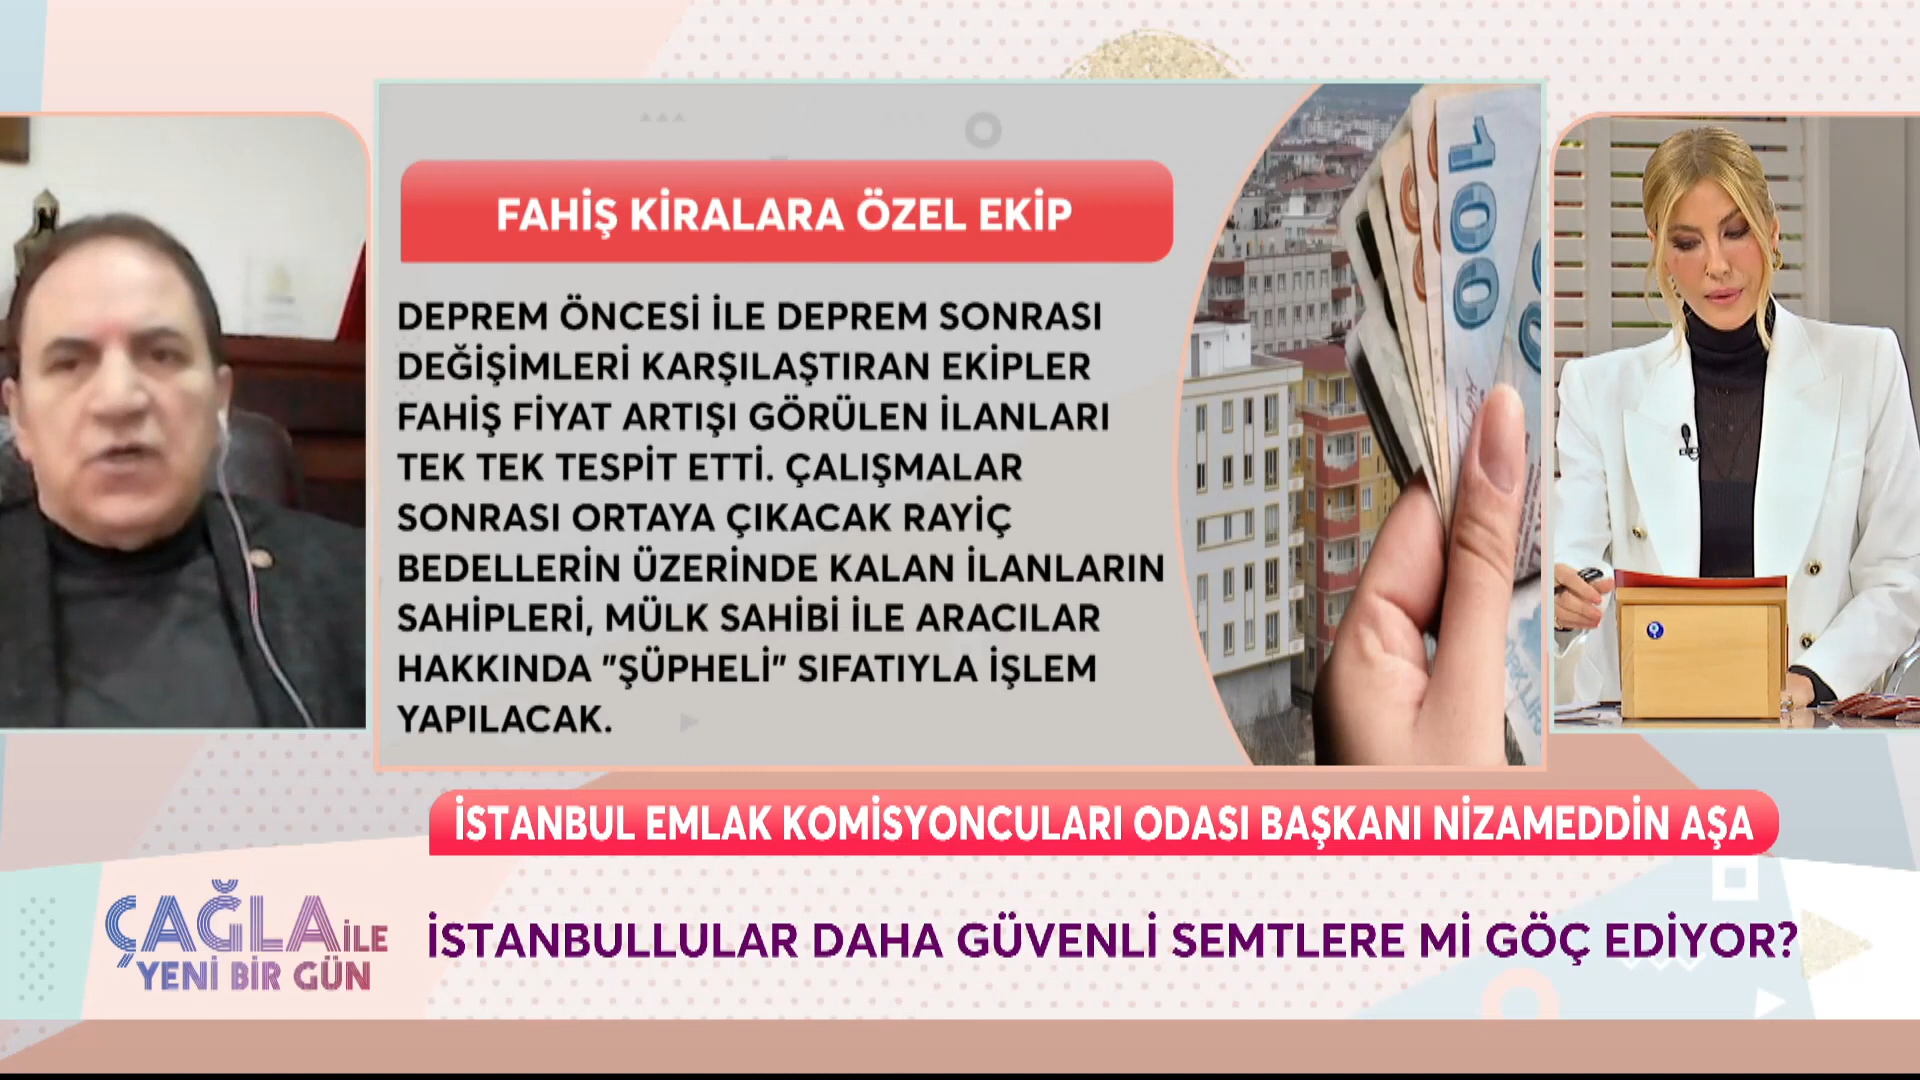 FAHİŞ KİRALARA ÖZEL EKİP
DEPREM ÖNCESİ İLE DEPREM SONRASI
DEĞİŞİMLERİ KARŞILAŞTIRAN EKİPLER
FAHİŞ FİYAT ARTIŞI GÖRÜLEN İLANLARI
TEK TEK TESPİT ETTİ. ÇALIŞMALAR
SONRASI ORTAYA ÇIKACAK RAYİÇ
BEDELLERİN ÜZERİNDE KALAN İLANLARIN
SAHİPLERİ, MÜLK SAHİBİ İLE ARACILAR
HAKKINDA "ŞÜPHELİ" SIFATIYLA İŞLEM
YAPILACAK.
100
100
İSTANBUL EMLAK KOMİSYONCULARI ODASI BAŞKANI NİZAMEDDİN AŞA
ÇAĞLA İLE
YENİ BİR GÜN
İSTANBULLULAR DAHA GÜVENLİ SEMTLERE Mİ GÖÇ EDİYOR?